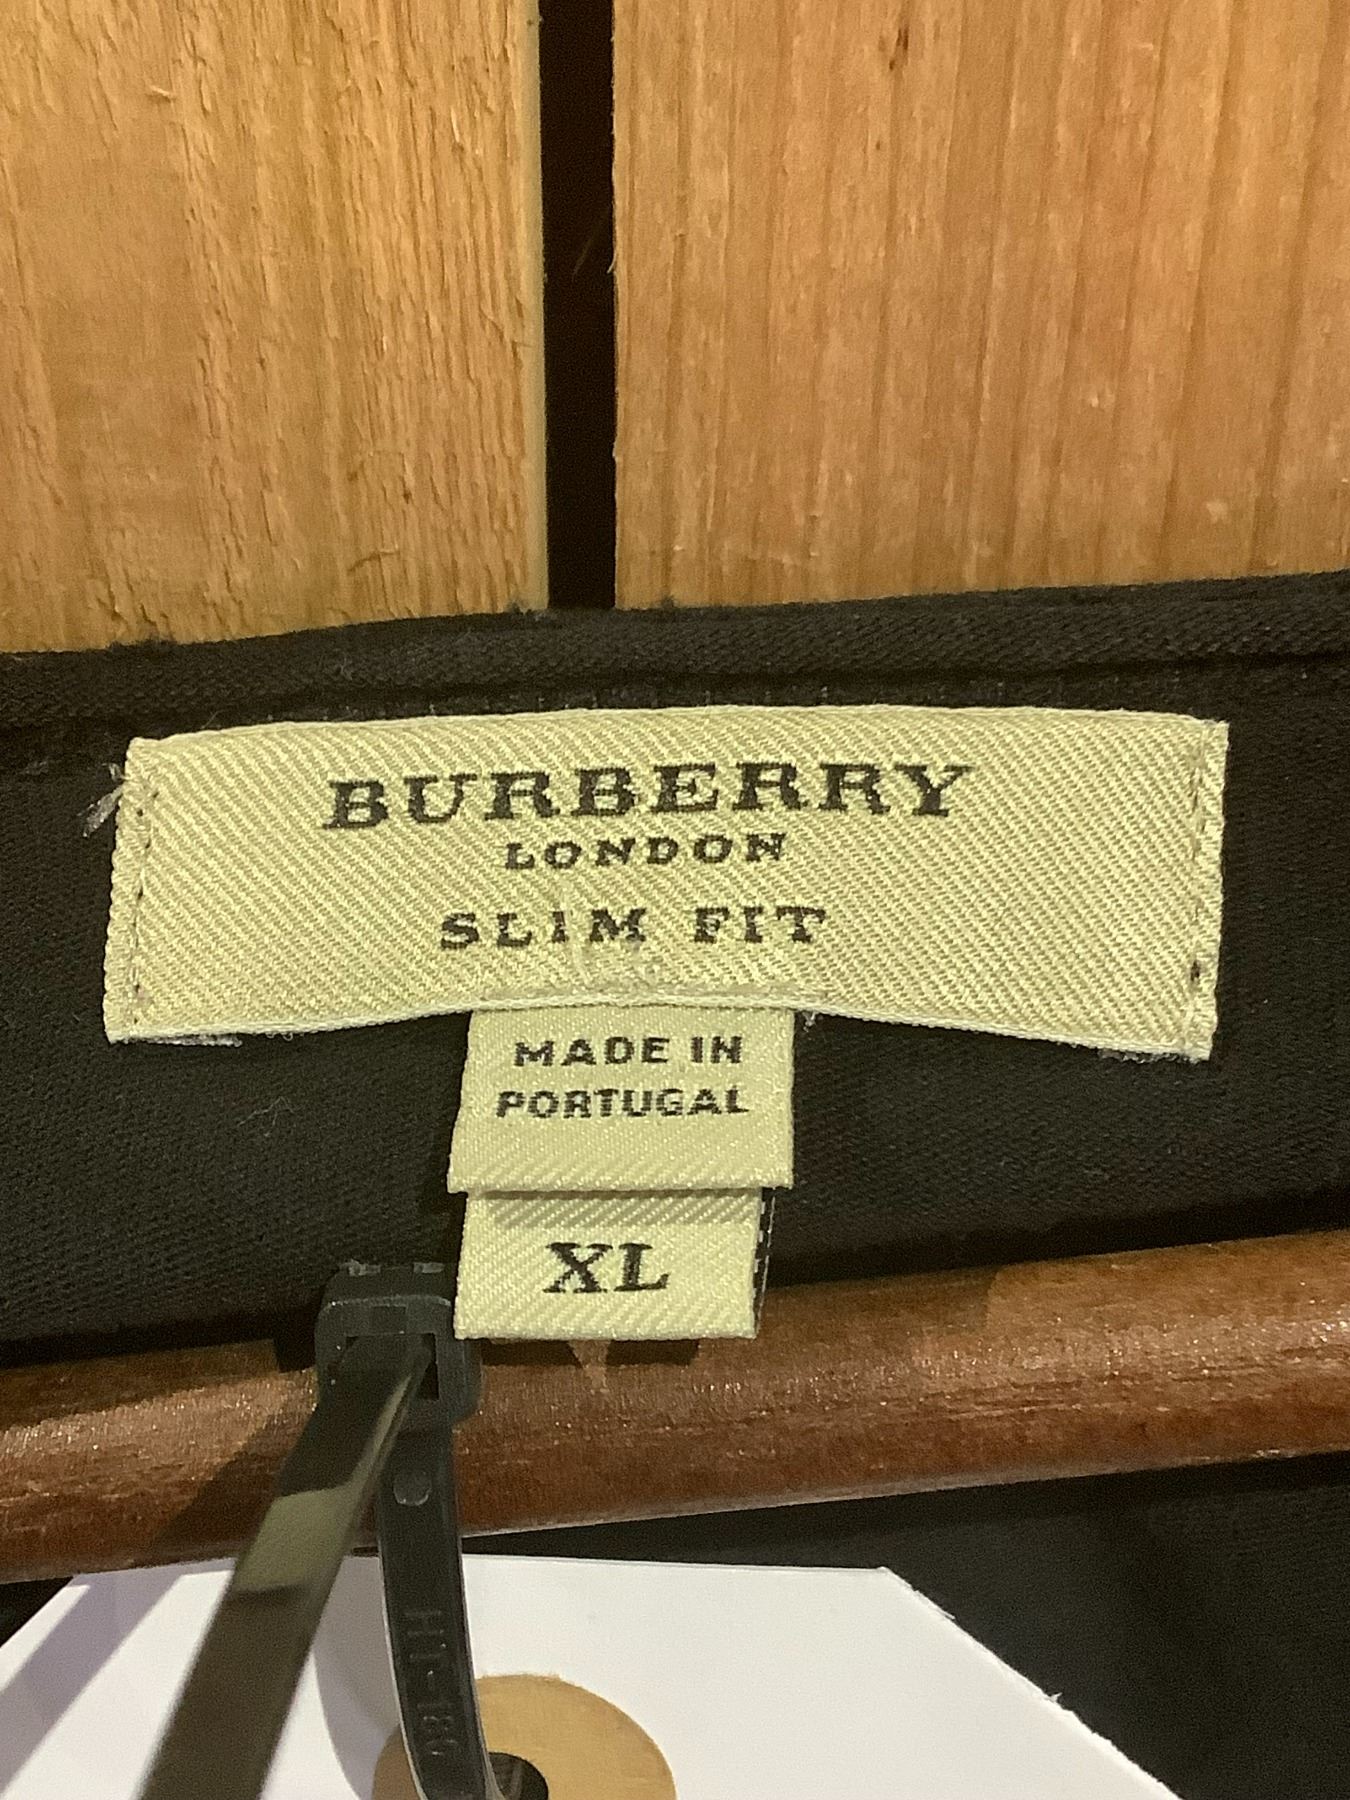 BURBERRY
LONDON
SLIM FIT
MADE IN
PORTUGAL
XL